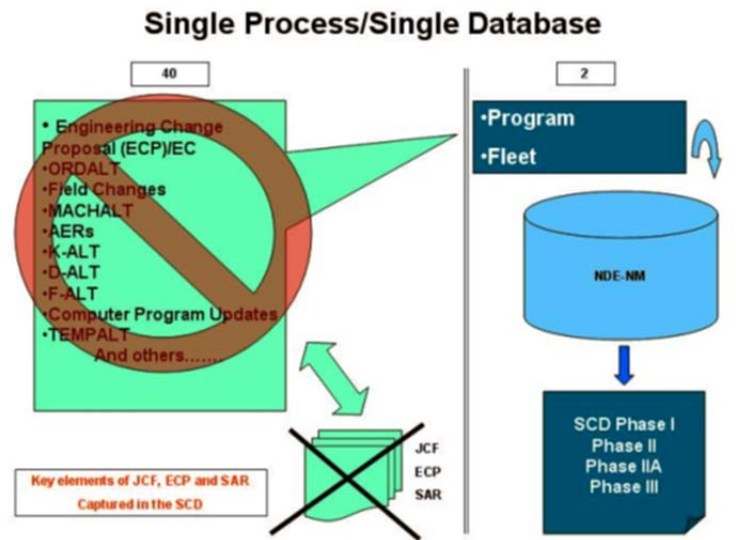 Single Process/Single Database
40
• Engineering Change
Proposal (ECP)/EC
•ORDALT
•Field Changes
•MACHALT
•AERs
•K-ALT
•D-ALT
•F-ALT
•Computer Program Updates
•TEMPALT
And others.......
JCF
ECP
SAR
Key elements of JCF, ECP and SAR
Captured in the SCD
2
•Program
•Fleet
NDE-NM
SCD Phase I
Phase II
Phase IIA
Phase III